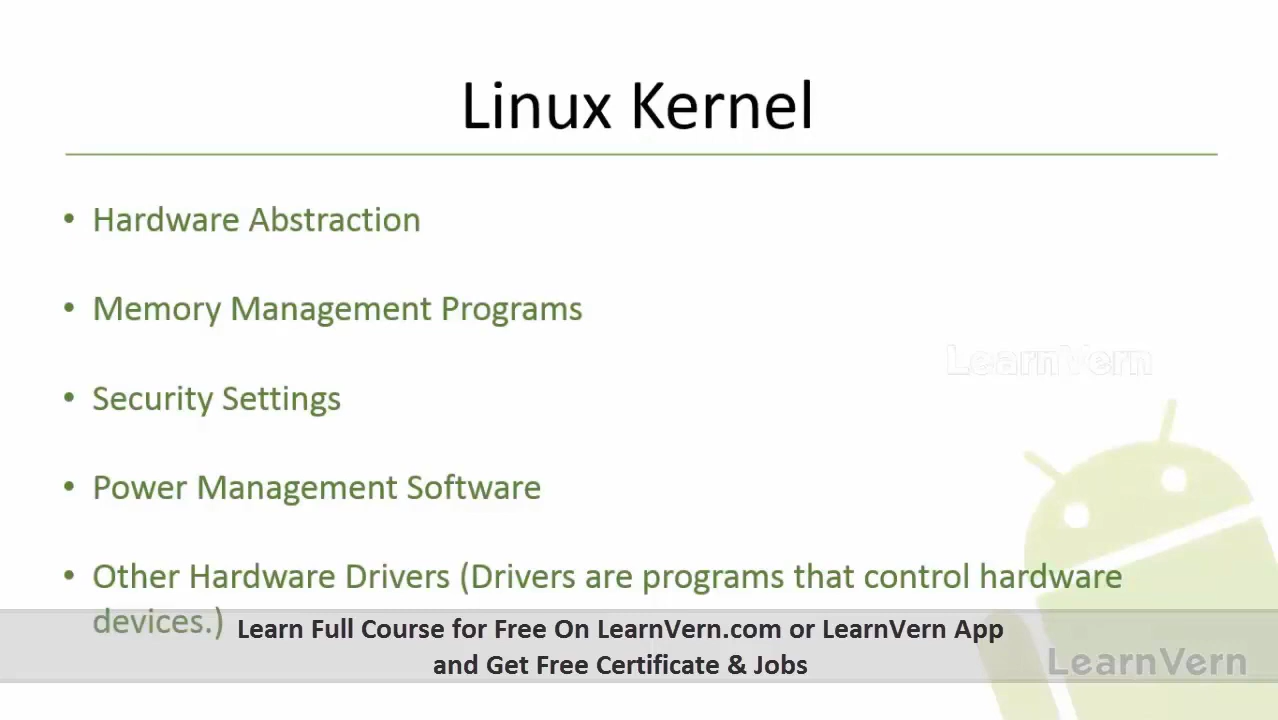 Linux Kernel
• Hardware Abstraction
• Memory Management Programs
LearnVern
• Security Settings
• Power Management Software
• Other Hardware Drivers (Drivers are programs that control hardware
devices.)
Learn Full Course for Free On LearnVern.com or LearnVern App
and Get Free Certificate & Jobs
LearnVern